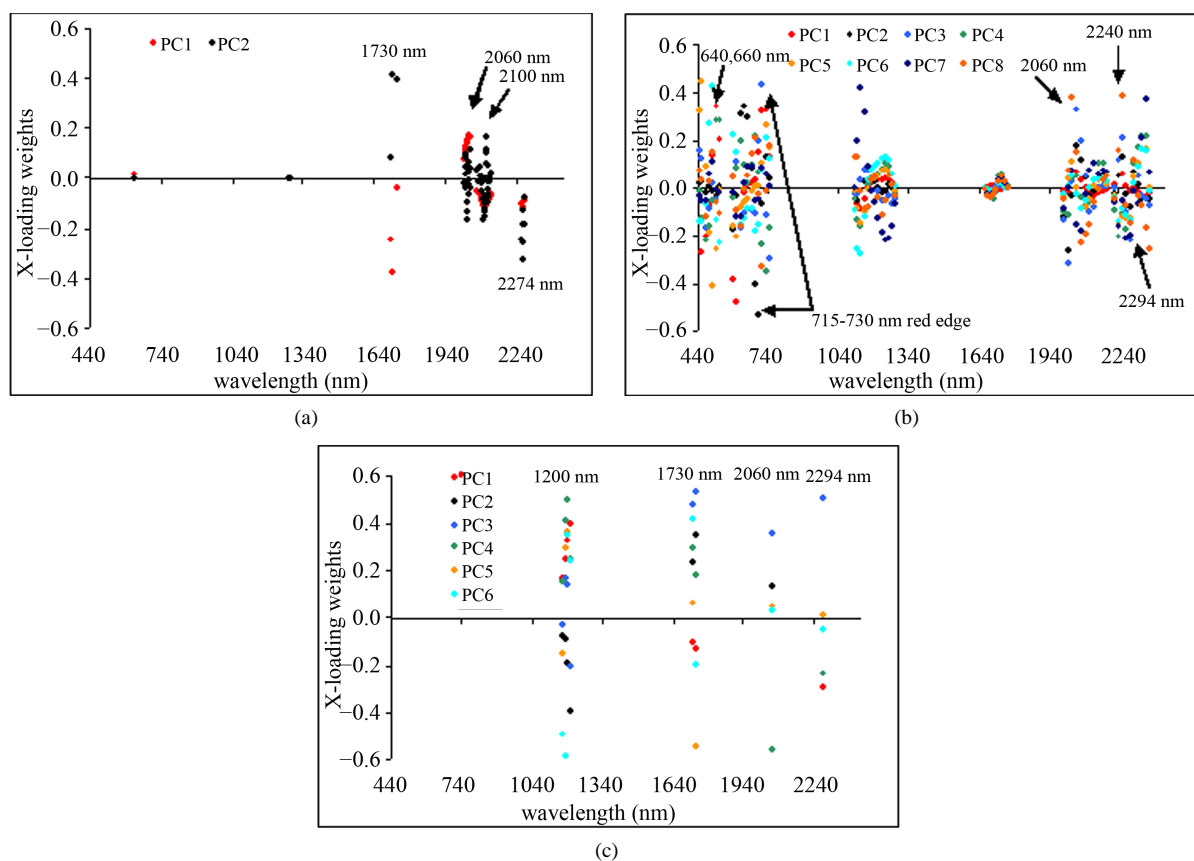 0.6
0.4
0.2
0.0
−0.2
−0.4
−0.6
X-loading weights
PC1 PC2
1730 nm
2060 nm
2100 nm
2274 nm
440 740 1040 1340 1640 1940 2240
wavelength (nm)
(a)
0.6
0.4
0.2
0.0
−0.2
−0.4
−0.6
X-loading weights
PC1 PC2 PC3 PC4
PC5 PC6 PC7 PC8
640,660 nm
2060 nm
2240 nm
2294 nm
715-730 nm red edge
440 740 1040 1340 1640 1940 2240
wavelength (nm)
(b)
0.6
0.4
0.2
0.0
−0.2
−0.4
−0.6
X-loading weights
PC1
PC2
PC3
PC4
PC5
PC6
1200 nm
1730 nm
2060 nm
2294 nm
440 740 1040 1340 1640 1940 2240
wavelength (nm)
(c)